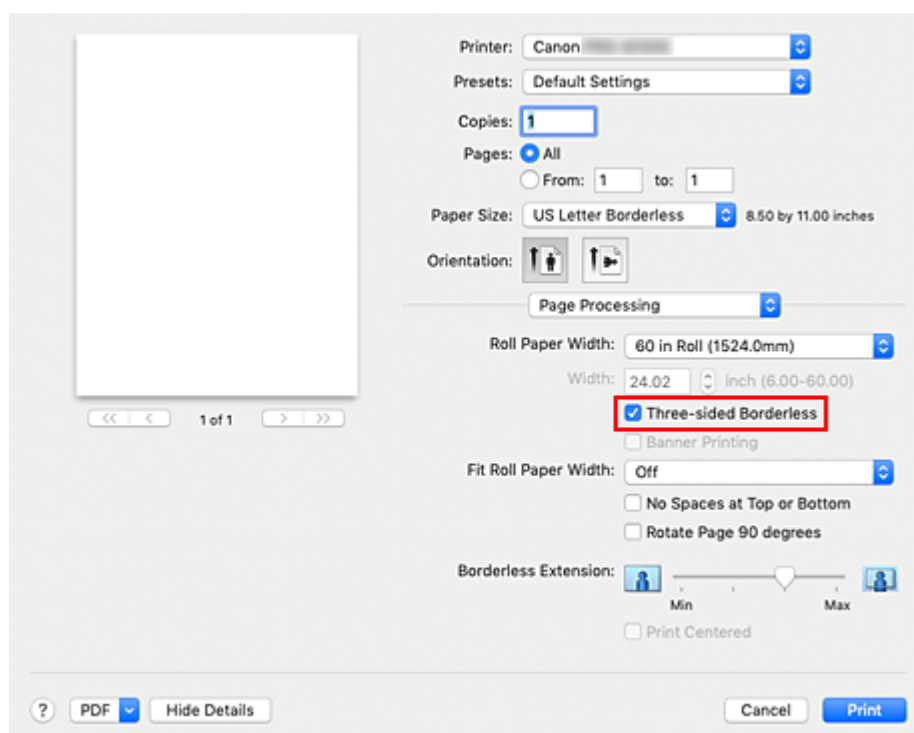 Printer: Canon
Presets: Default Settings
Copies: 1
Pages: All
From: 1 to: 1
Paper Size: US Letter Borderless 8.50 by 11.00 inches
Orientation:
Page Processing
Roll Paper Width: 60 in Roll (1524.0mm)
Width: 24.02 inch (6.00-60.00)
<< < 1 of 1 > >>
Three-sided Borderless
Banner Printing
Fit Roll Paper Width: Off
No Spaces at Top or Bottom
Rotate Page 90 degrees
Borderless Extension:
Min Max
Print Centered
? PDF Hide Details Cancel Print